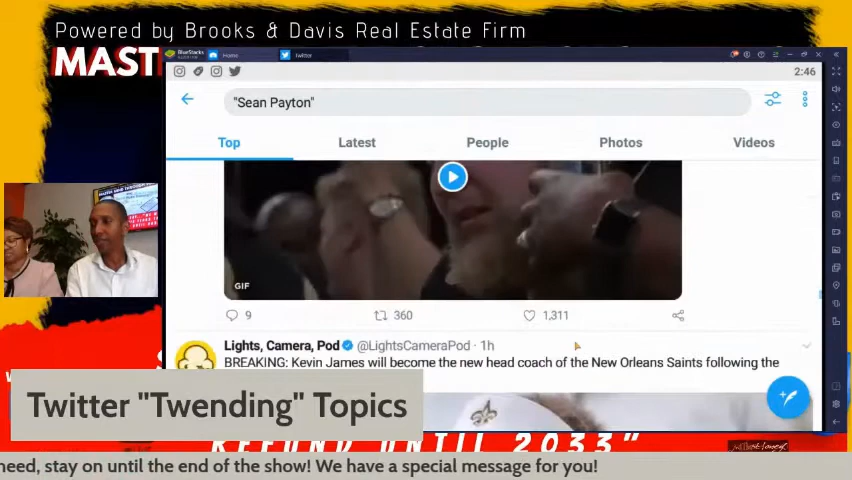 Powered by Brooks & Davis Real Estate Firm
MAST
BlueStacks Home Twitter
2:46
"Sean Payton"
Top Latest People Photos Videos
GIF
9 360 1,311
Lights, Camera, Pod @LightsCameraPod · 1h
BREAKING: Kevin James will become the new head coach of the New Orleans Saints following the
Twitter "Twending" Topics
REFUND UNTIL 2033"
need, stay on until the end of the show! We have a special message for you!